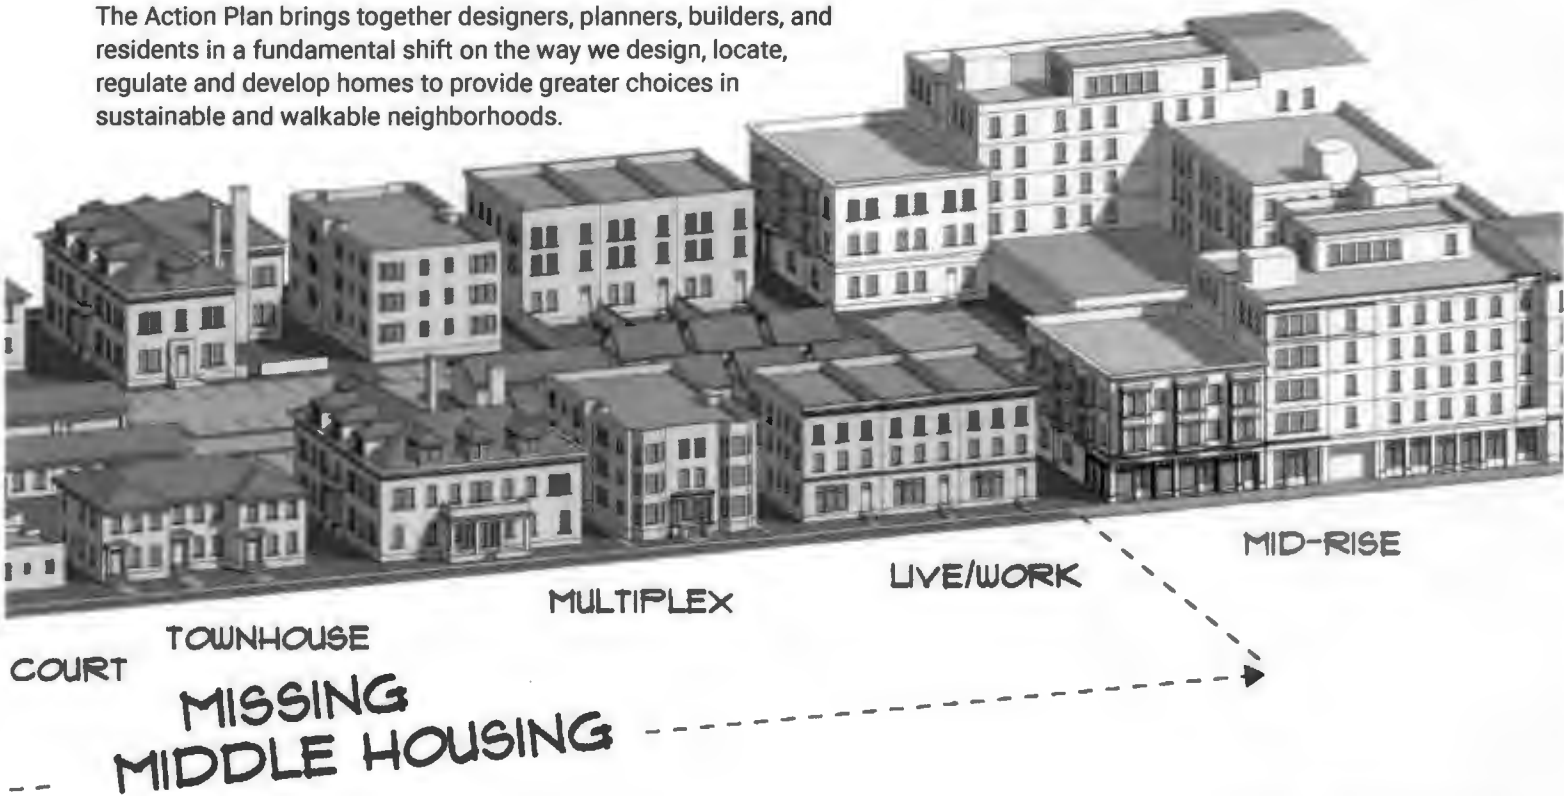 The Action Plan brings together designers, planners, builders, and
residents in a fundamental shift on the way we design, locate,
regulate and develop homes to provide greater choices in
sustainable and walkable neighborhoods.
MID-RISE
LIVE/WORK
MULTIPLEX
TOWNHOUSE
COURT
MISSING
MIDDLE HOUSING